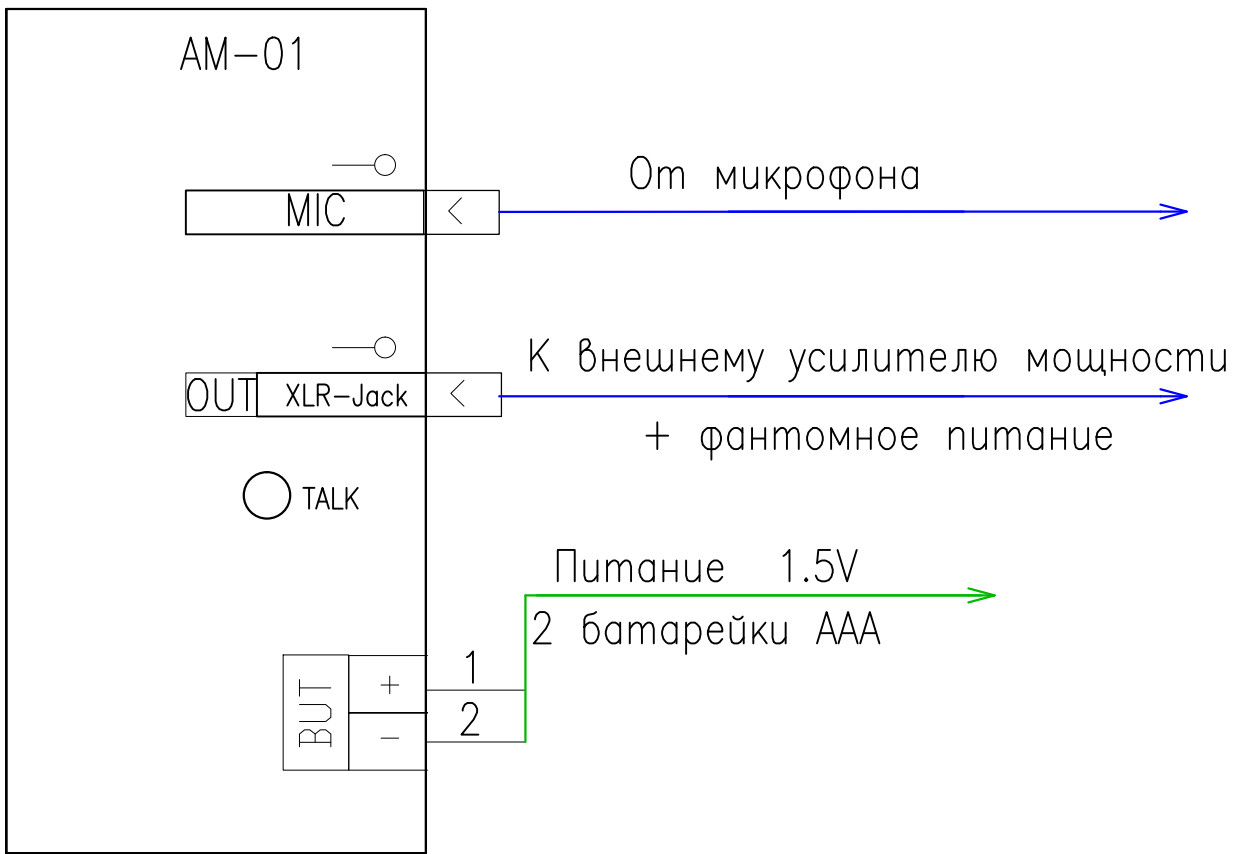 AM-01
От микрофона
MIC <
К внешнему усилителю мощности
OUT XLR-Jack <
+ фантомное питание
TALK
Питание 1.5V
2 батарейки AAA
BUT
+ 1
- 2